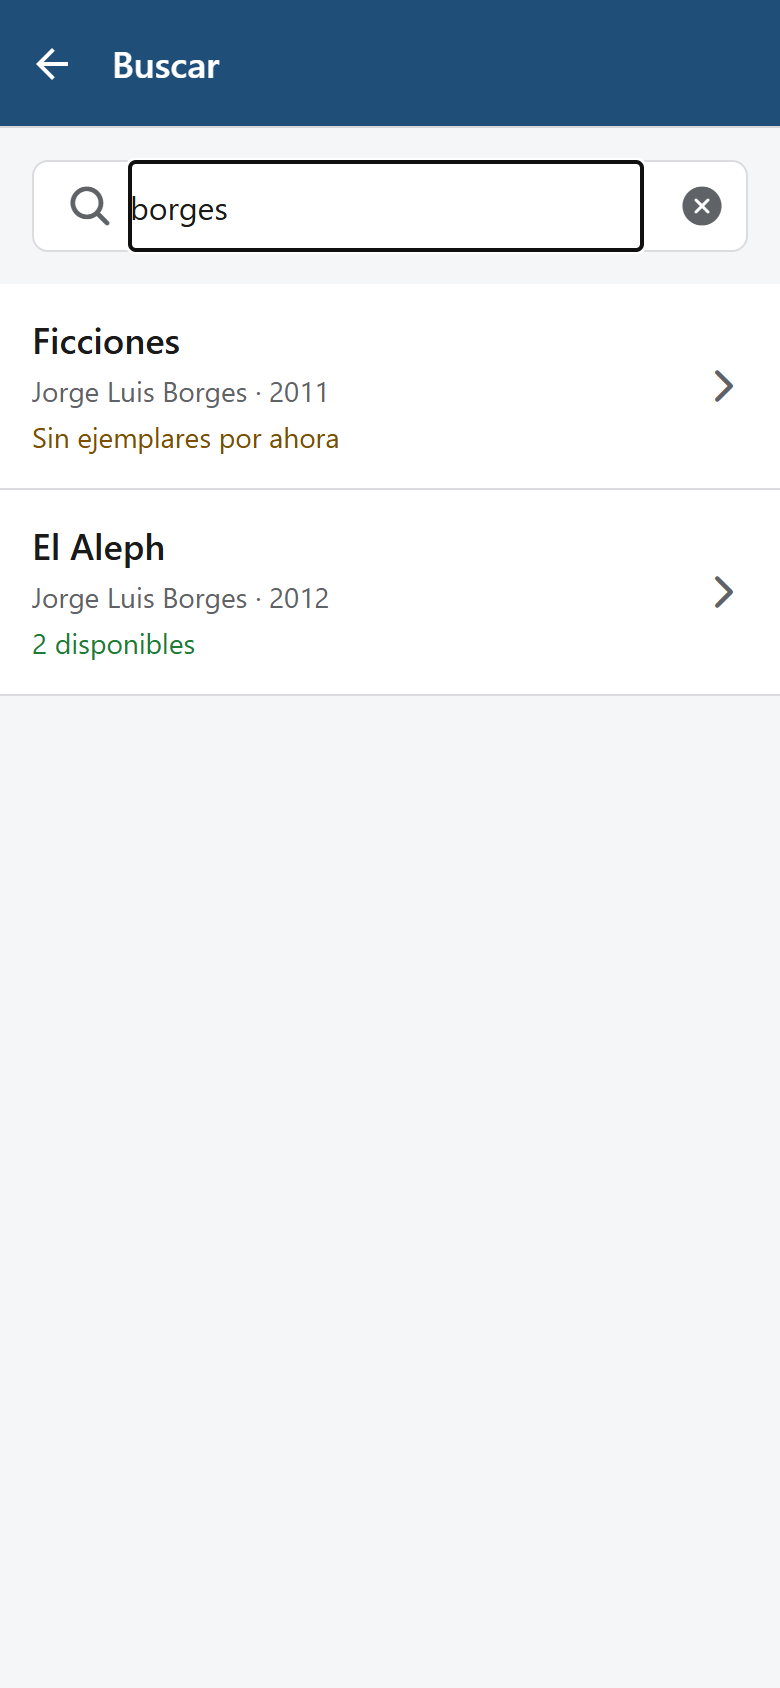 Buscar
borges
Ficciones
Jorge Luis Borges · 2011
Sin ejemplares por ahora
El Aleph
Jorge Luis Borges · 2012
2 disponibles